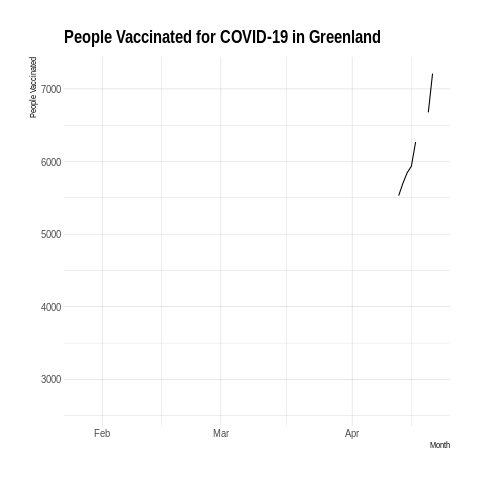 People Vaccinated for COVID-19 in Greenland
People Vaccinated
7000
6000
5000
4000
3000
Feb Mar Apr
Month